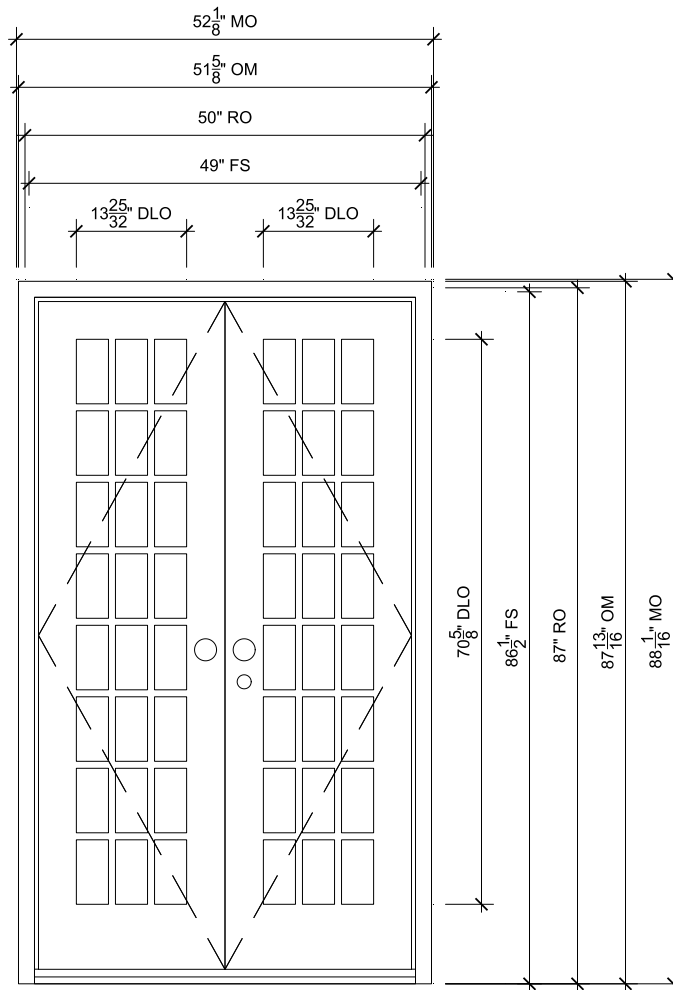 52 1/8" MO
51 5/8" OM
50" RO
49" FS
13 25/32" DLO
13 25/32" DLO
70 5/8" DLO
86 1/2" FS
87" RO
87 13/16" OM
88 1/16" MO